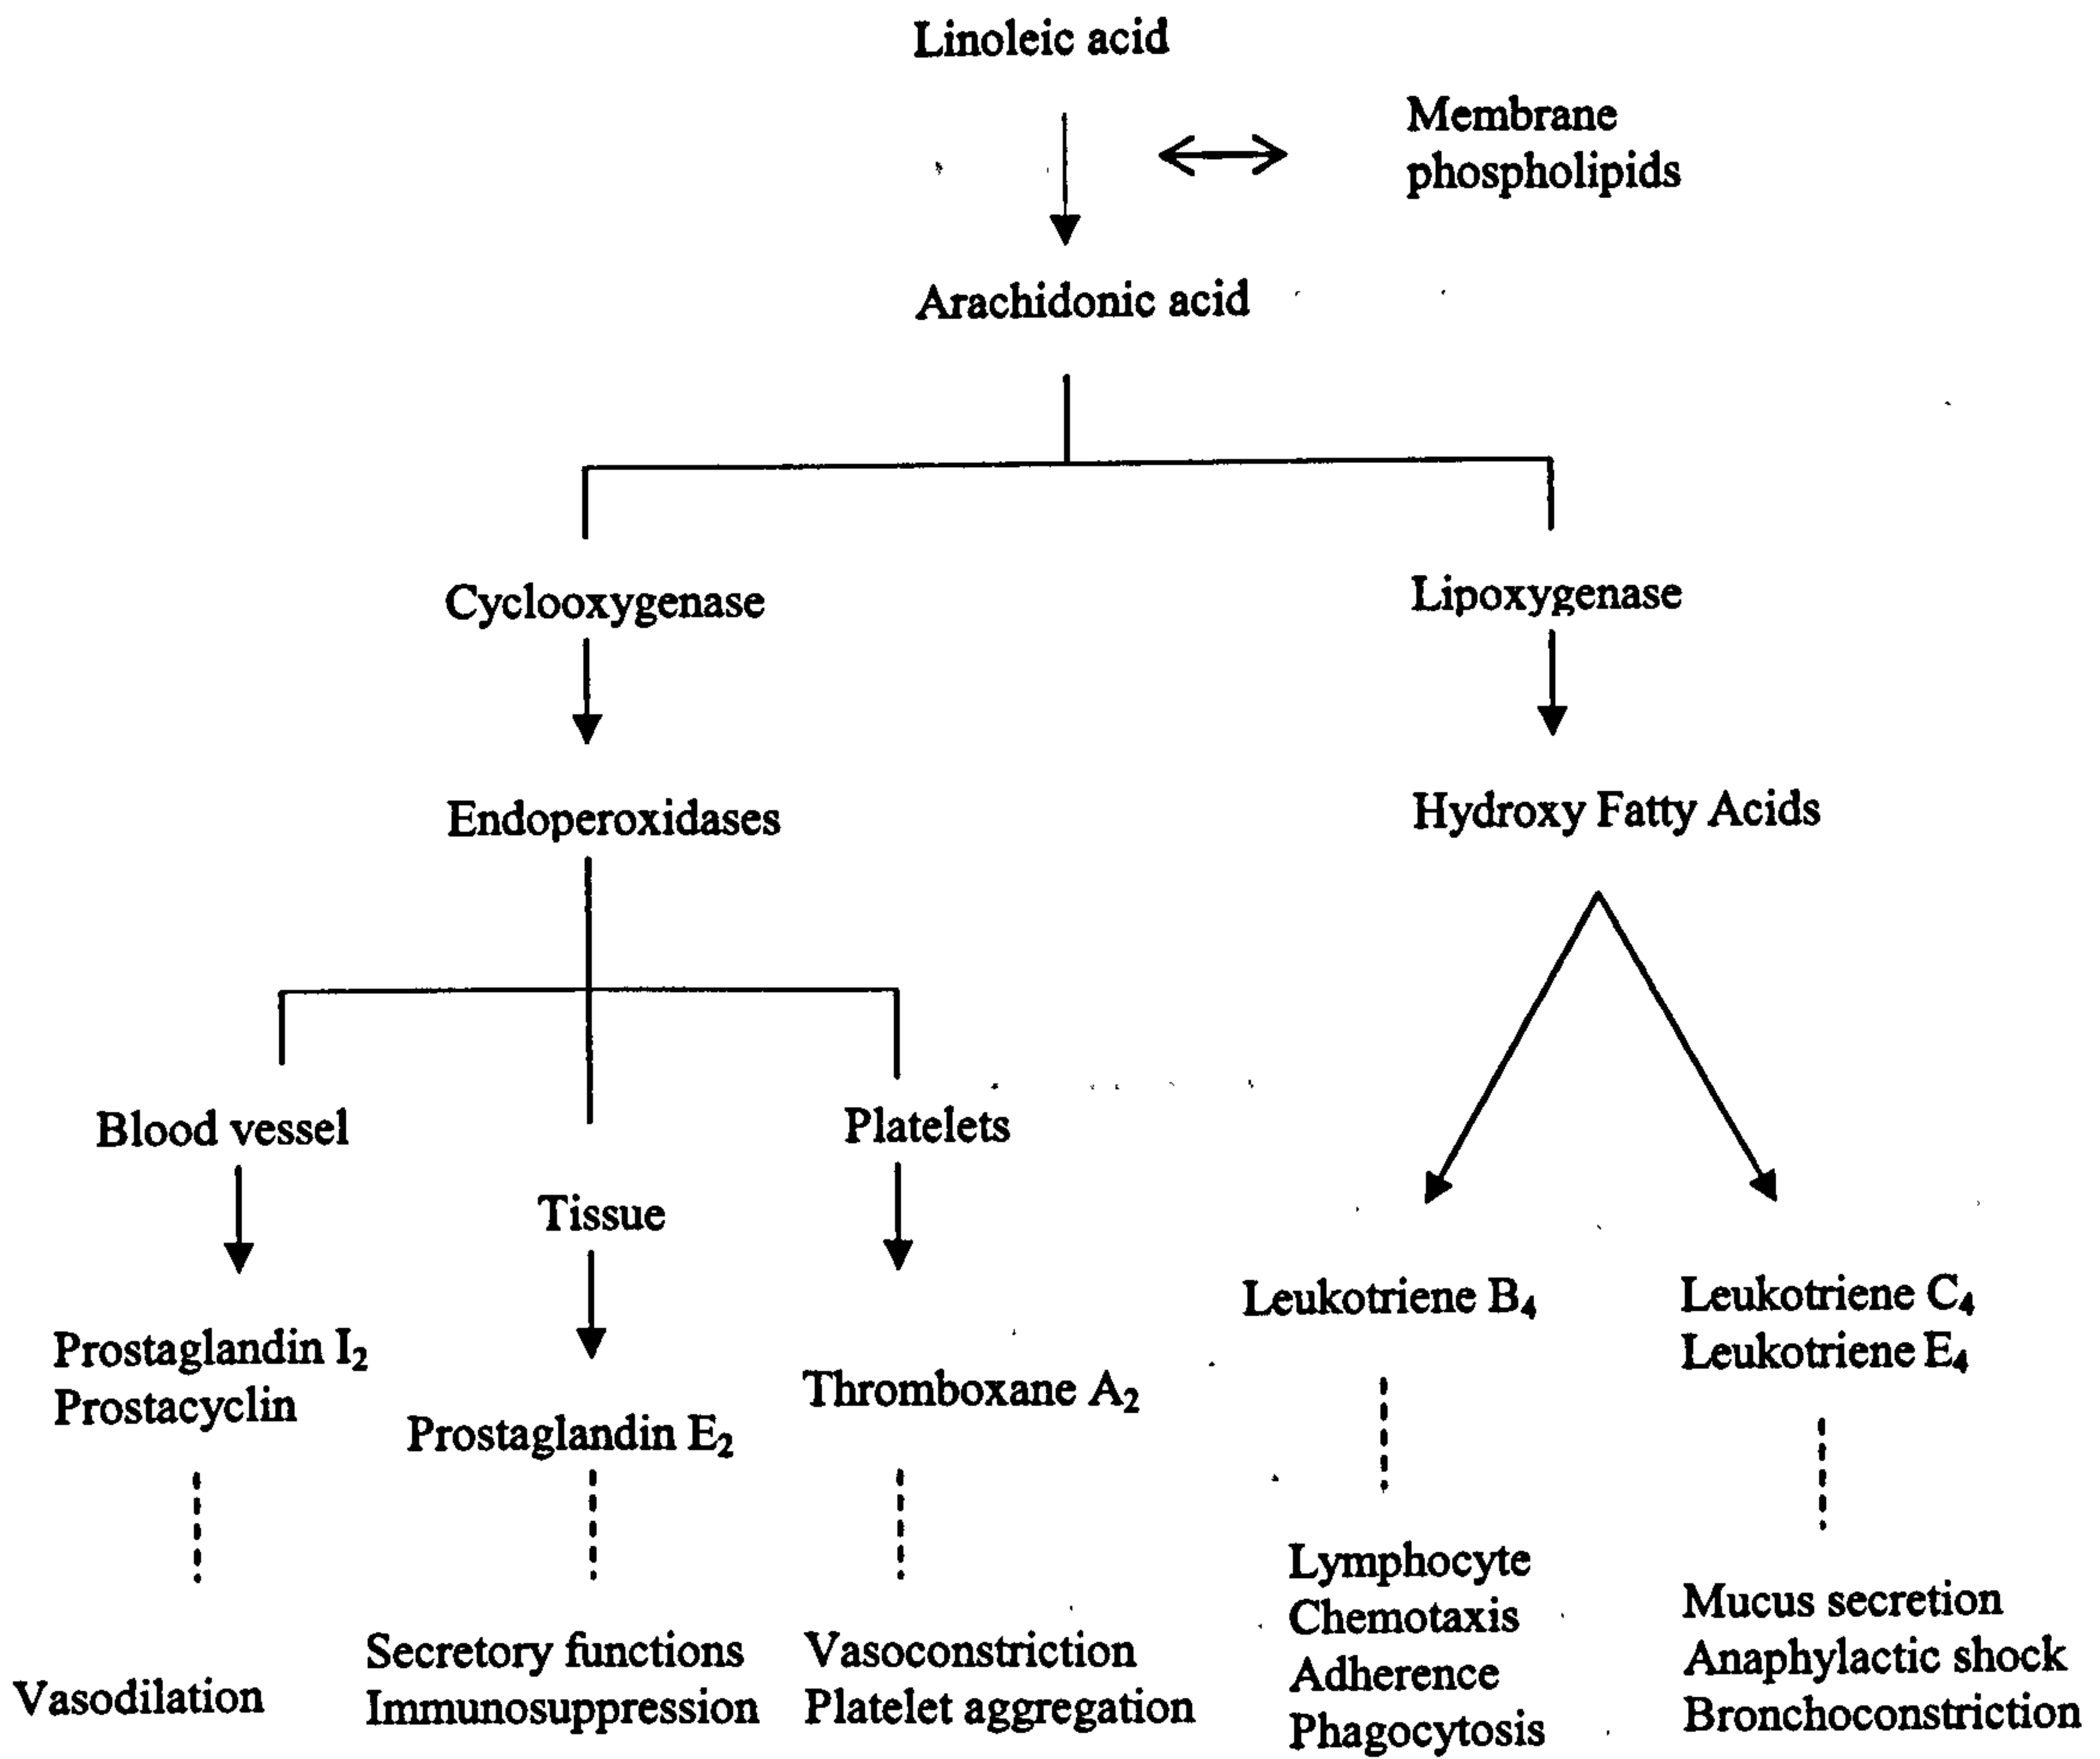 Linoleic acid
Membrane
phospholipids
Arachidonic acid
Cyclooxygenase
Lipoxygenase
Endoperoxidases
Hydroxy Fatty Acids
Blood vessel
Tissue
Platelets
Prostaglandin I₂
Prostacyclin
Prostaglandin E₂
Thromboxane A₂
Leukotriene B₄
Leukotriene C₄
Leukotriene E₄
Vasodilation
Secretory functions
Immunosuppression
Vasoconstriction
Platelet aggregation
Lymphocyte
Chemotaxis
Adherence
Phagocytosis
Mucus secretion
Anaphylactic shock
Bronchoconstriction